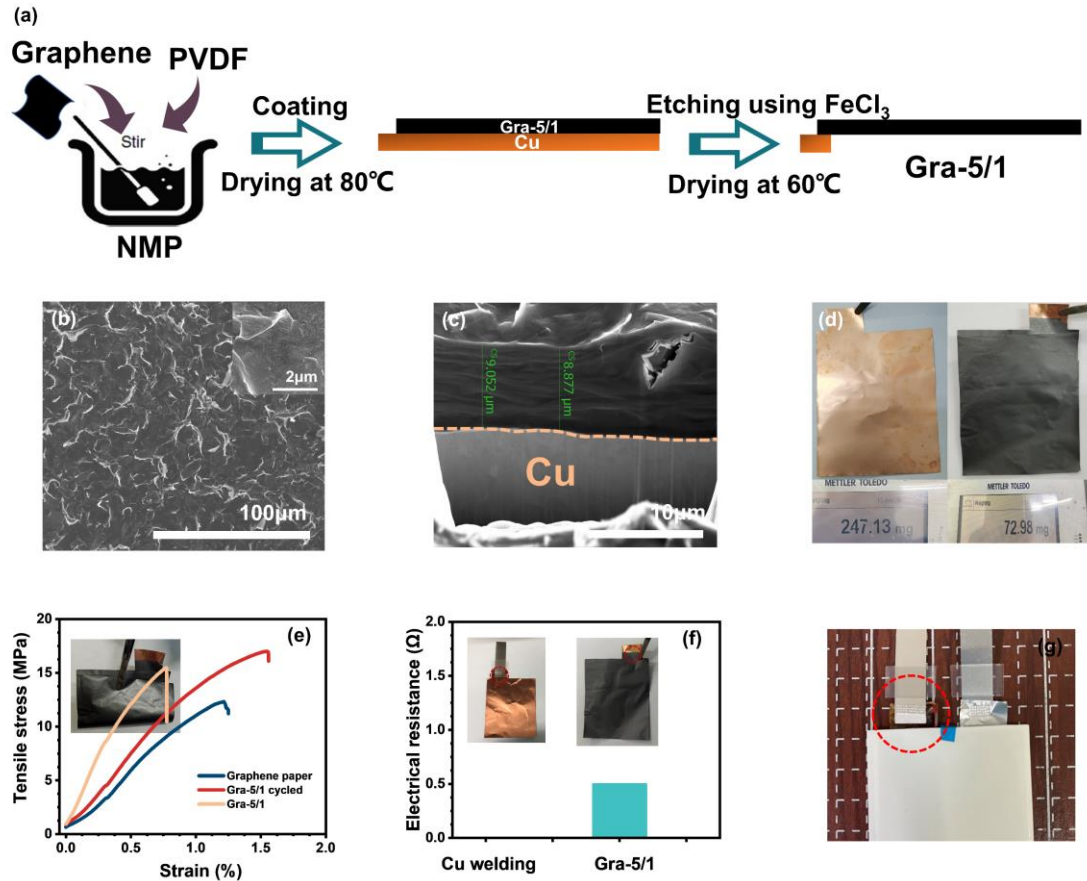 (a)
Graphene PVDF
Stir
NMP
Coating
Drying at 80℃
Gra-5/1
Cu
Etching using FeCl₃
Drying at 60℃
Gra-5/1
(b)
2μm
100μm
(c)
cs 9.052 μm
cs 8.877 μm
Cu
10μm
(d)
METTLER TOLEDO
247.13 mg
METTLER TOLEDO
72.98 mg
(e)
Tensile stress (MPa)
20
15
10
5
0
Graphene paper
Gra-5/1 cycled
Gra-5/1
0.0 0.5 1.0 1.5 2.0
Strain (%)
(f)
Electrical resistance (Ω)
2.0
1.5
1.0
0.5
0.0
Cu welding Gra-5/1
(g)